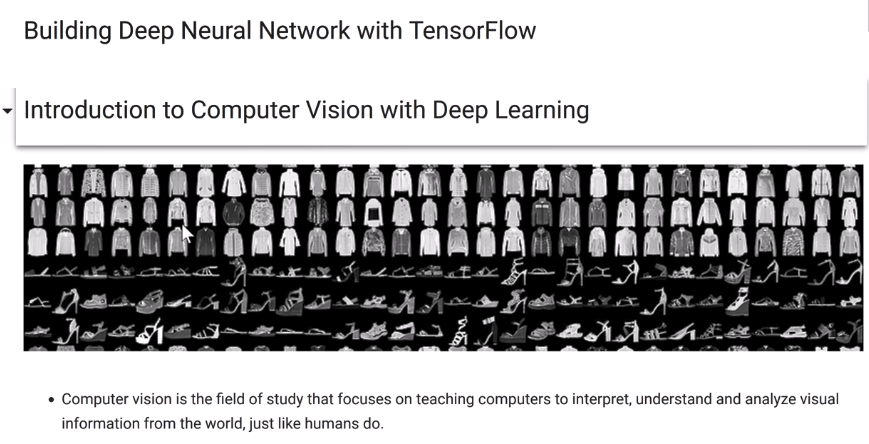 Building Deep Neural Network with TensorFlow
Introduction to Computer Vision with Deep Learning
• Computer vision is the field of study that focuses on teaching computers to interpret, understand and analyze visual
information from the world, just like humans do.